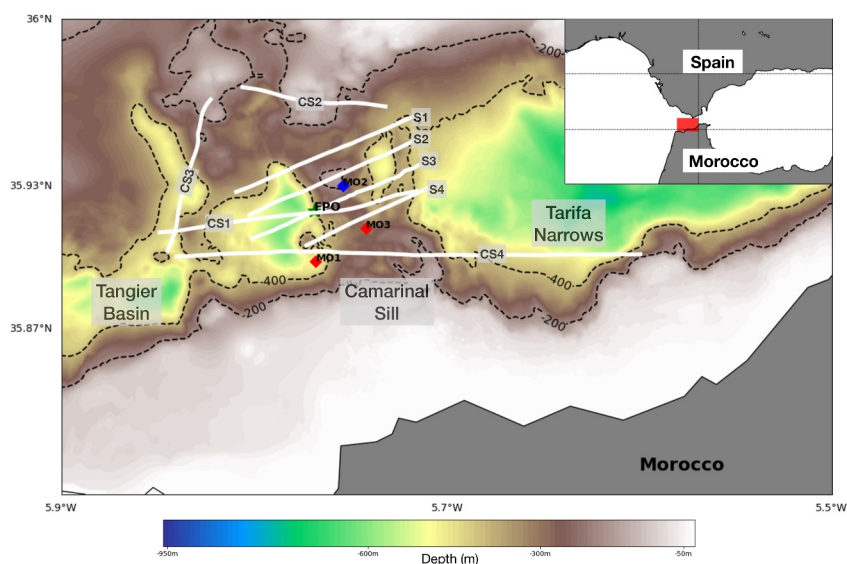 36°N
-200
Spain
Morocco
CS2
S1
S2
S3
S4
CS3
35.93°N
MO2
EPO
CS1
MO3
MO1
CS4
Tarifa
Narrows
-400
-400
Tangier
Basin
Camarinal
Sill
-200
-200
35.87°N
Morocco
5.9°W
5.7°W
5.5°W
-950m
-600m
-300m
-50m
Depth (m)